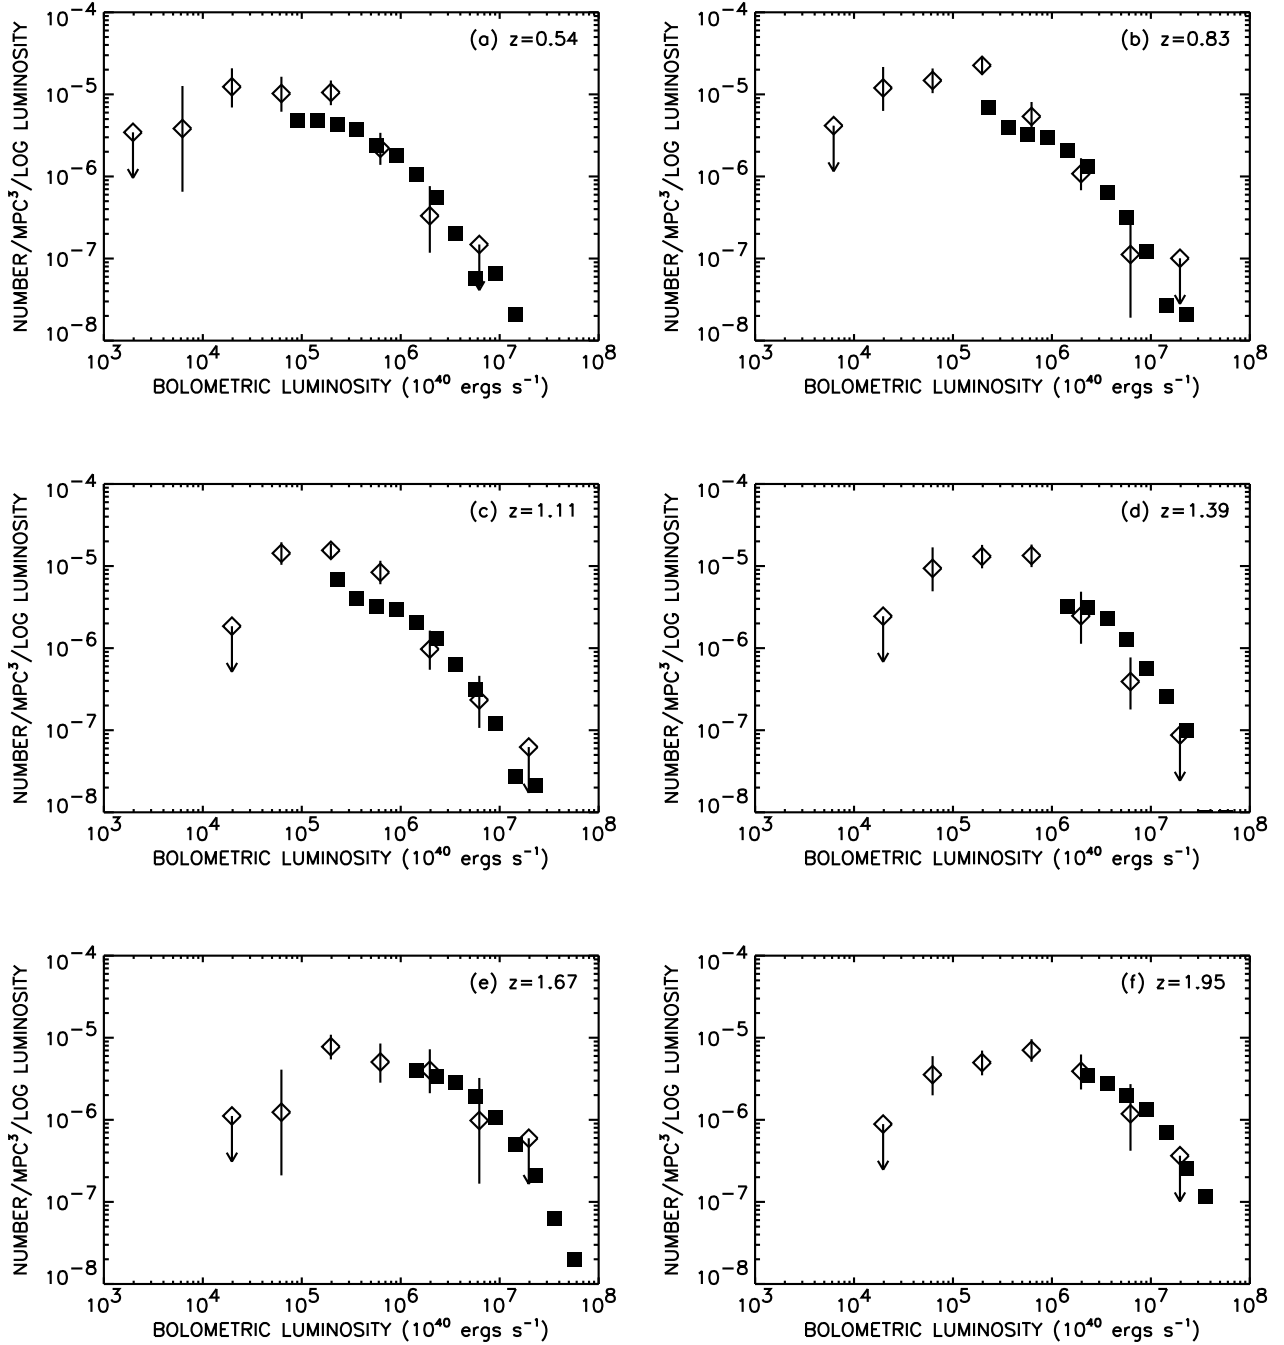 (a) z=0.54
10⁻⁴
10⁻⁵
10⁻⁶
10⁻⁷
10⁻⁸
NUMBER/MPC³/LOG LUMINOSITY
10³ 10⁴ 10⁵ 10⁶ 10⁷ 10⁸
BOLOMETRIC LUMINOSITY (10⁴⁰ ergs s⁻¹)
(b) z=0.83
10⁻⁴
10⁻⁵
10⁻⁶
10⁻⁷
10⁻⁸
NUMBER/MPC³/LOG LUMINOSITY
10³ 10⁴ 10⁵ 10⁶ 10⁷ 10⁸
BOLOMETRIC LUMINOSITY (10⁴⁰ ergs s⁻¹)
(c) z=1.11
10⁻⁴
10⁻⁵
10⁻⁶
10⁻⁷
10⁻⁸
NUMBER/MPC³/LOG LUMINOSITY
10³ 10⁴ 10⁵ 10⁶ 10⁷ 10⁸
BOLOMETRIC LUMINOSITY (10⁴⁰ ergs s⁻¹)
(d) z=1.39
10⁻⁴
10⁻⁵
10⁻⁶
10⁻⁷
10⁻⁸
NUMBER/MPC³/LOG LUMINOSITY
10³ 10⁴ 10⁵ 10⁶ 10⁷ 10⁸
BOLOMETRIC LUMINOSITY (10⁴⁰ ergs s⁻¹)
(e) z=1.67
10⁻⁴
10⁻⁵
10⁻⁶
10⁻⁷
10⁻⁸
NUMBER/MPC³/LOG LUMINOSITY
10³ 10⁴ 10⁵ 10⁶ 10⁷ 10⁸
BOLOMETRIC LUMINOSITY (10⁴⁰ ergs s⁻¹)
(f) z=1.95
10⁻⁴
10⁻⁵
10⁻⁶
10⁻⁷
10⁻⁸
NUMBER/MPC³/LOG LUMINOSITY
10³ 10⁴ 10⁵ 10⁶ 10⁷ 10⁸
BOLOMETRIC LUMINOSITY (10⁴⁰ ergs s⁻¹)